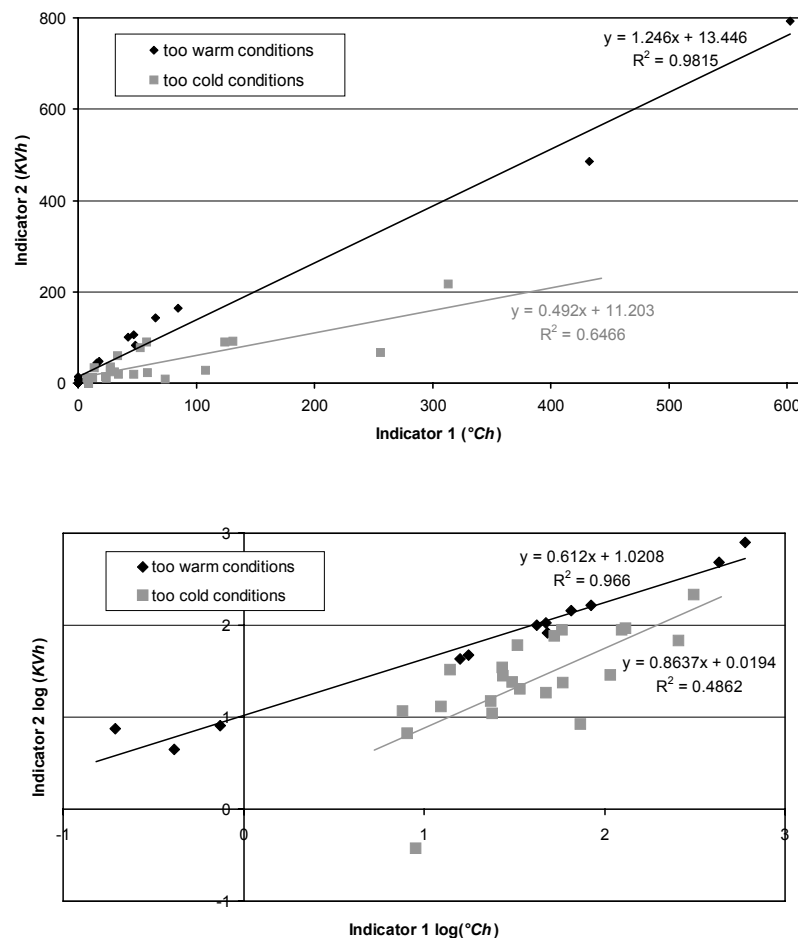 800
too warm conditions
too cold conditions
y = 1.246x + 13.446
R² = 0.9815
600
Indicator 2 (KVh)
400
200
y = 0.492x + 11.203
R² = 0.6466
0
0 100 200 300 400 500 600
Indicator 1 (°Ch)
3
too warm conditions
too cold conditions
y = 0.612x + 1.0208
R² = 0.966
2
Indicator 2 log (KVh)
y = 0.8637x + 0.0194
R² = 0.4862
1
0
-1 0 1 2 3
-1
Indicator 1 log(°Ch)